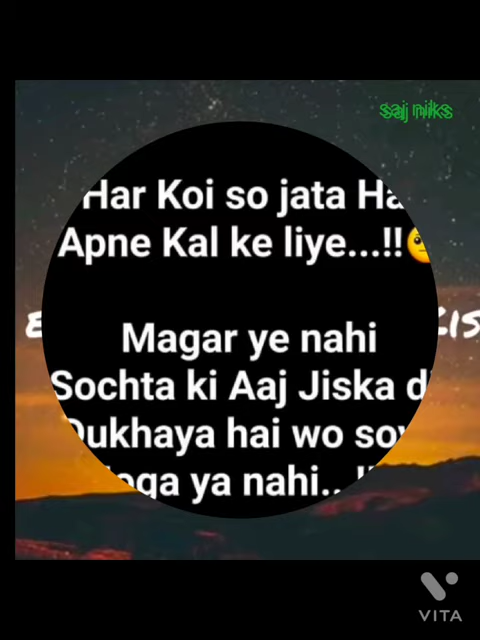 saj niks
Har Koi so jata
Apne Kal ke liye...!!
Magar ye nahi
Sochta ki Aaj Jiska
Dukhaya hai wo
ya nahi..
VITA